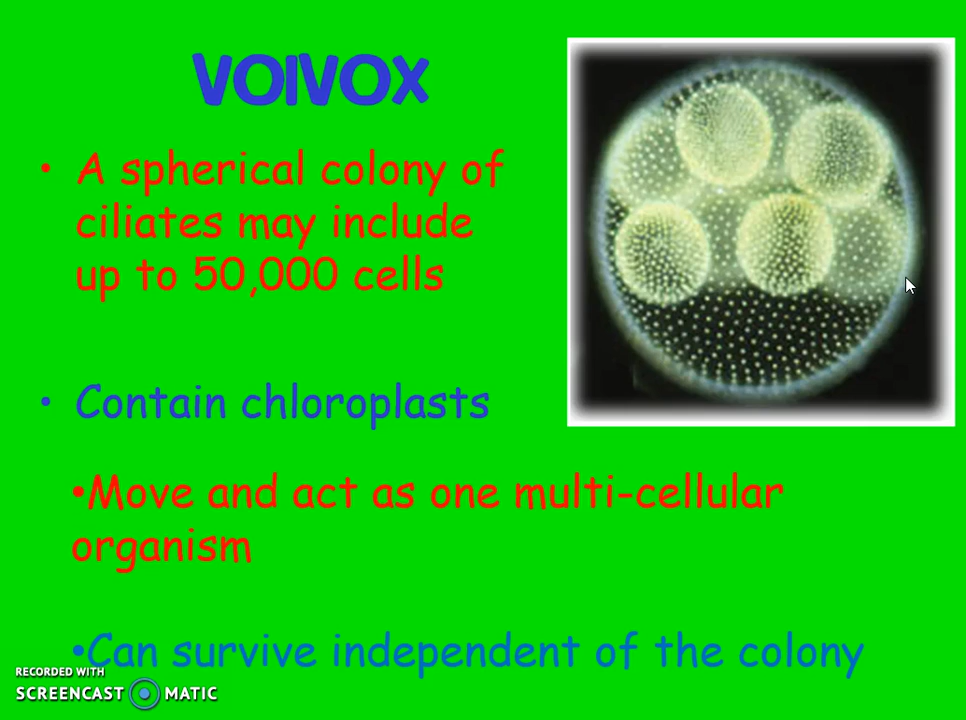 VOlVOX
• A spherical colony of
ciliates may include
up to 50,000 cells
• Contain chloroplasts
•Move and act as one multi-cellular
organism
•Can survive independent of the colony
RECORDED WITH
SCREENCAST MATIC